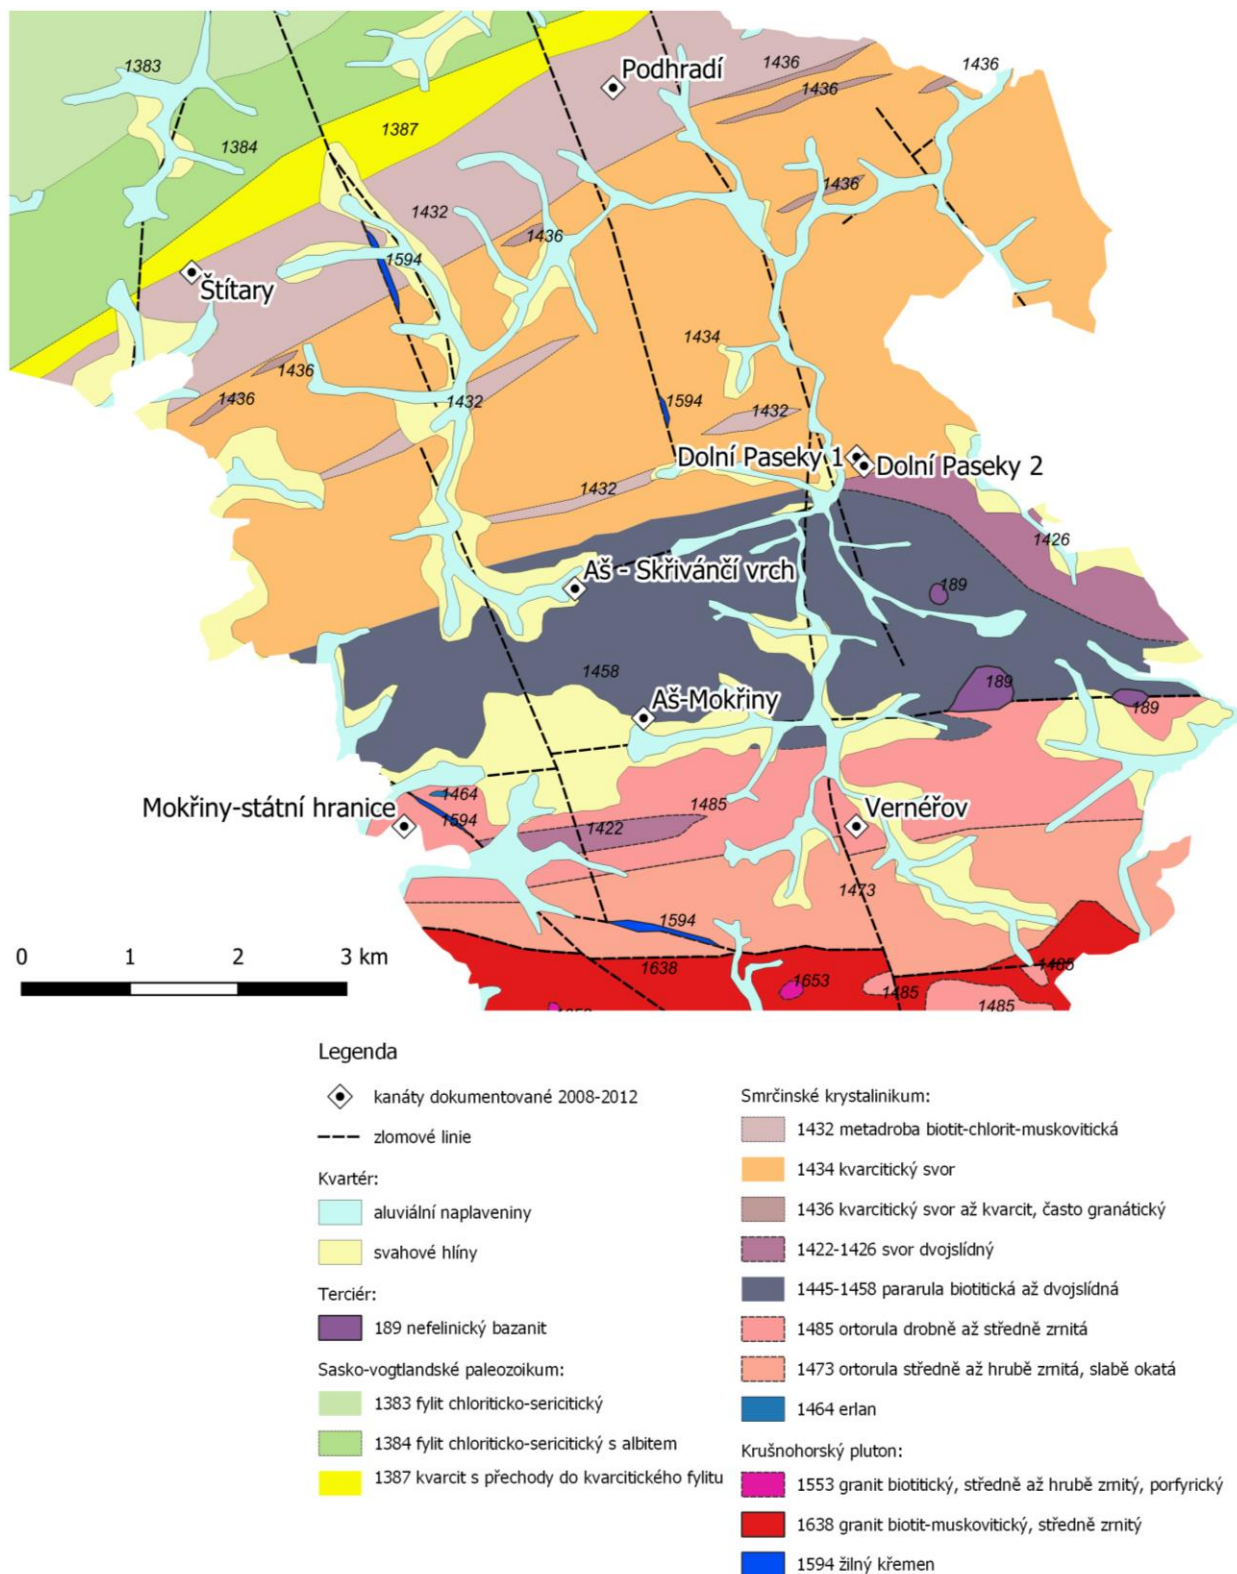 1383
Podhradí
1436
1436
1436
1387
1384
1436
1432
1436
1594
Štítary
1434
1436
1436
1432
1594
1432
Dolní Paseky 1
Dolní Paseky 2
1432
1426
Aš - Skřivánčí vrch
189
1458
189
Aš-Mokřiny
189
1464
1485
Mokřiny-státní hranice
1594
1422
Vernéřov
1473
1594
0 1 2 3 km
1638
1653
1485
1485
1485
Legenda
kanáty dokumentované 2008-2012
zlomové linie
Kvartér:
aluviální naplaveniny
svahové hlíny
Terciér:
189 nefelinický bazanit
Sasko-vogtlandské paleozoikum:
1383 fylit chloriticko-sericitický
1384 fylit chloriticko-sericitický s albitem
1387 kvarcit s přechody do kvarcitického fylitu
Smrčinské krystalinikum:
1432 metadroba biotit-chlorit-muskovitická
1434 kvarcitický svor
1436 kvarcitický svor až kvarcit, často granátický
1422-1426 svor dvojslídný
1445-1458 pararula biotitická až dvojslídná
1485 ortorula drobně až středně zrnitá
1473 ortorula středně až hrubě zrnitá, slabě okatá
1464 erlan
Krušnohorský pluton:
1553 granit biotitický, středně až hrubě zrnitý, porfyrický
1638 granit biotit-muskovitický, středně zrnitý
1594 žilný křemen